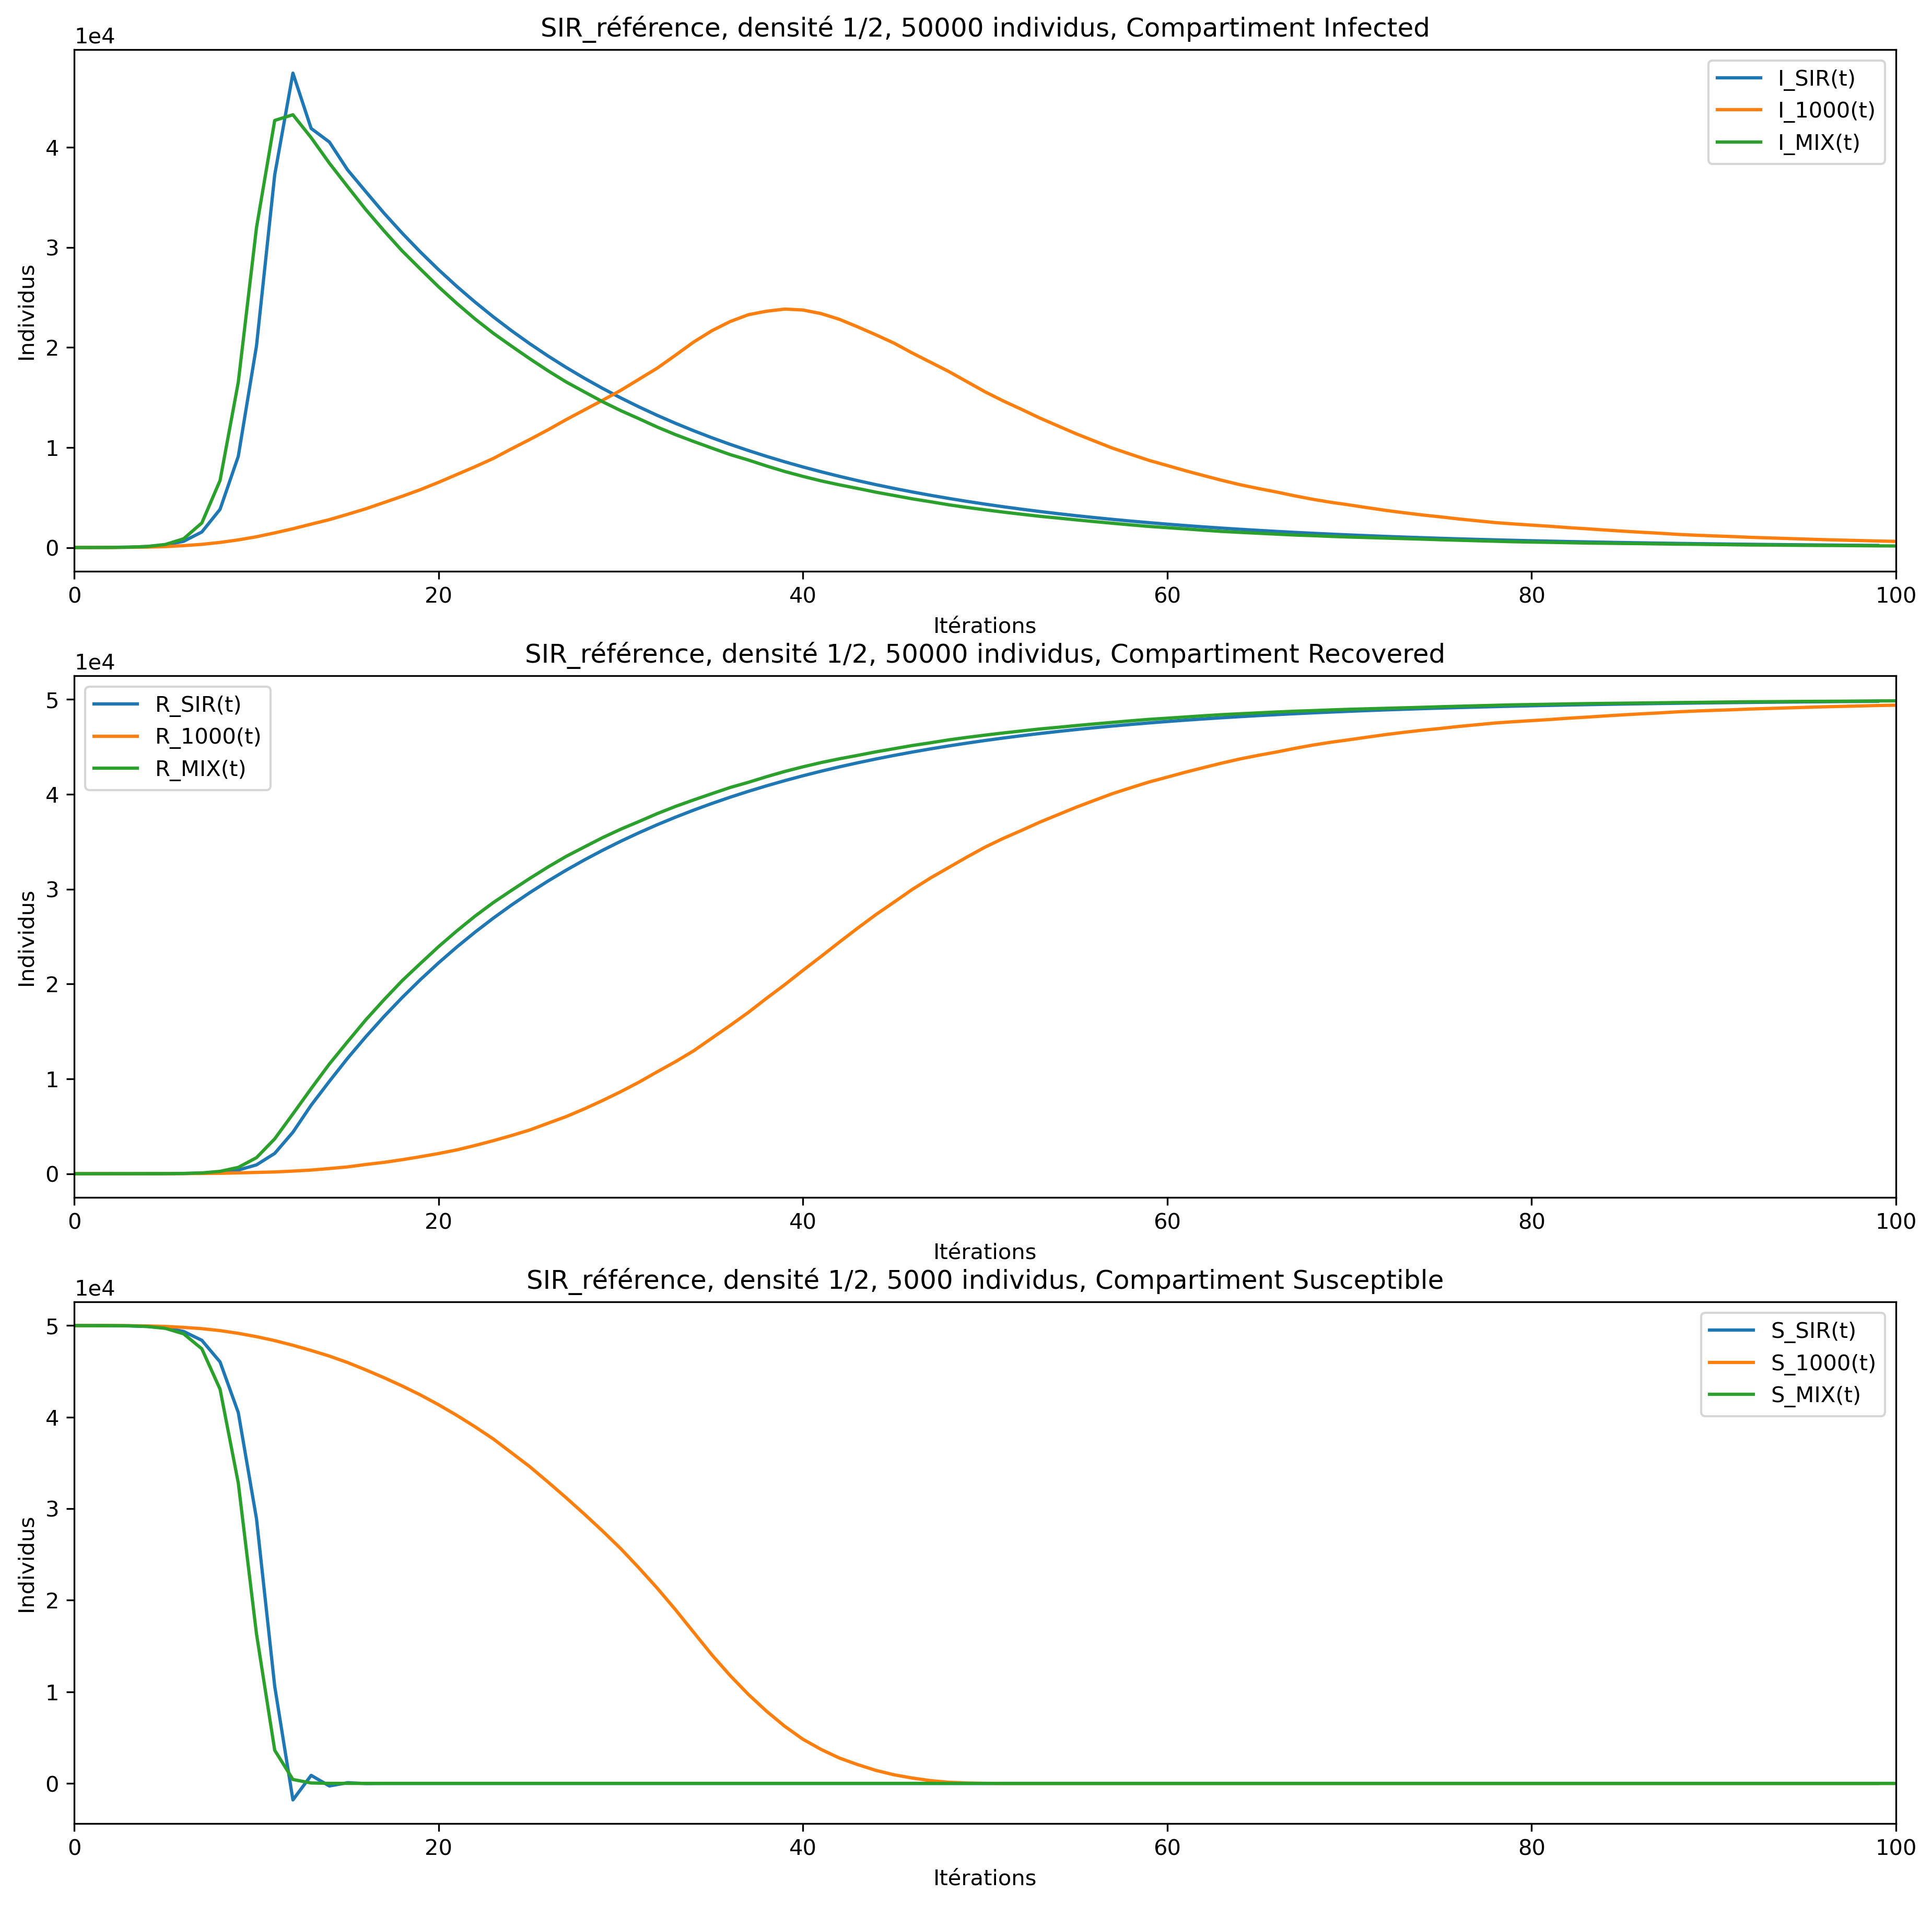 SIR_référence, densité 1/2, 50000 individus, Compartiment Infected
1e4
I_SIR(t)
I_1000(t)
I_MIX(t)
4
3
2
1
0
Individus
0 20 40 60 80 100
Itérations
SIR_référence, densité 1/2, 50000 individus, Compartiment Recovered
1e4
R_SIR(t)
R_1000(t)
R_MIX(t)
5
4
3
2
1
0
Individus
0 20 40 60 80 100
Itérations
SIR_référence, densité 1/2, 5000 individus, Compartiment Susceptible
1e4
S_SIR(t)
S_1000(t)
S_MIX(t)
5
4
3
2
1
0
Individus
0 20 40 60 80 100
Itérations